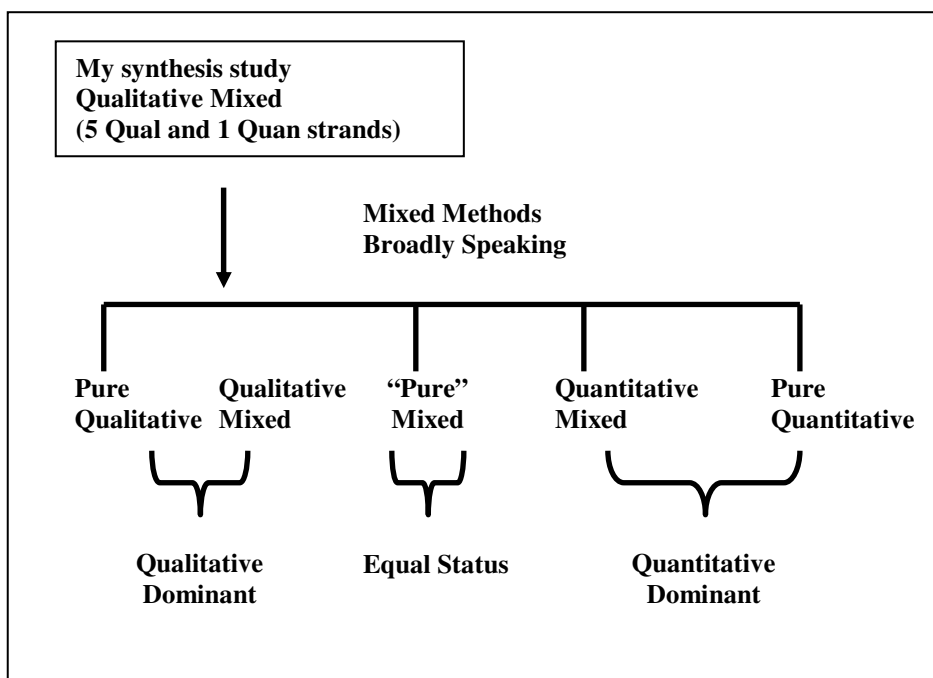 My synthesis study
Qualitative Mixed
(5 Qual and 1 Quan strands)
Mixed Methods
Broadly Speaking
Pure
Qualitative
Qualitative
Mixed
“Pure”
Mixed
Quantitative
Mixed
Pure
Quantitative
Qualitative
Dominant
Equal Status
Quantitative
Dominant